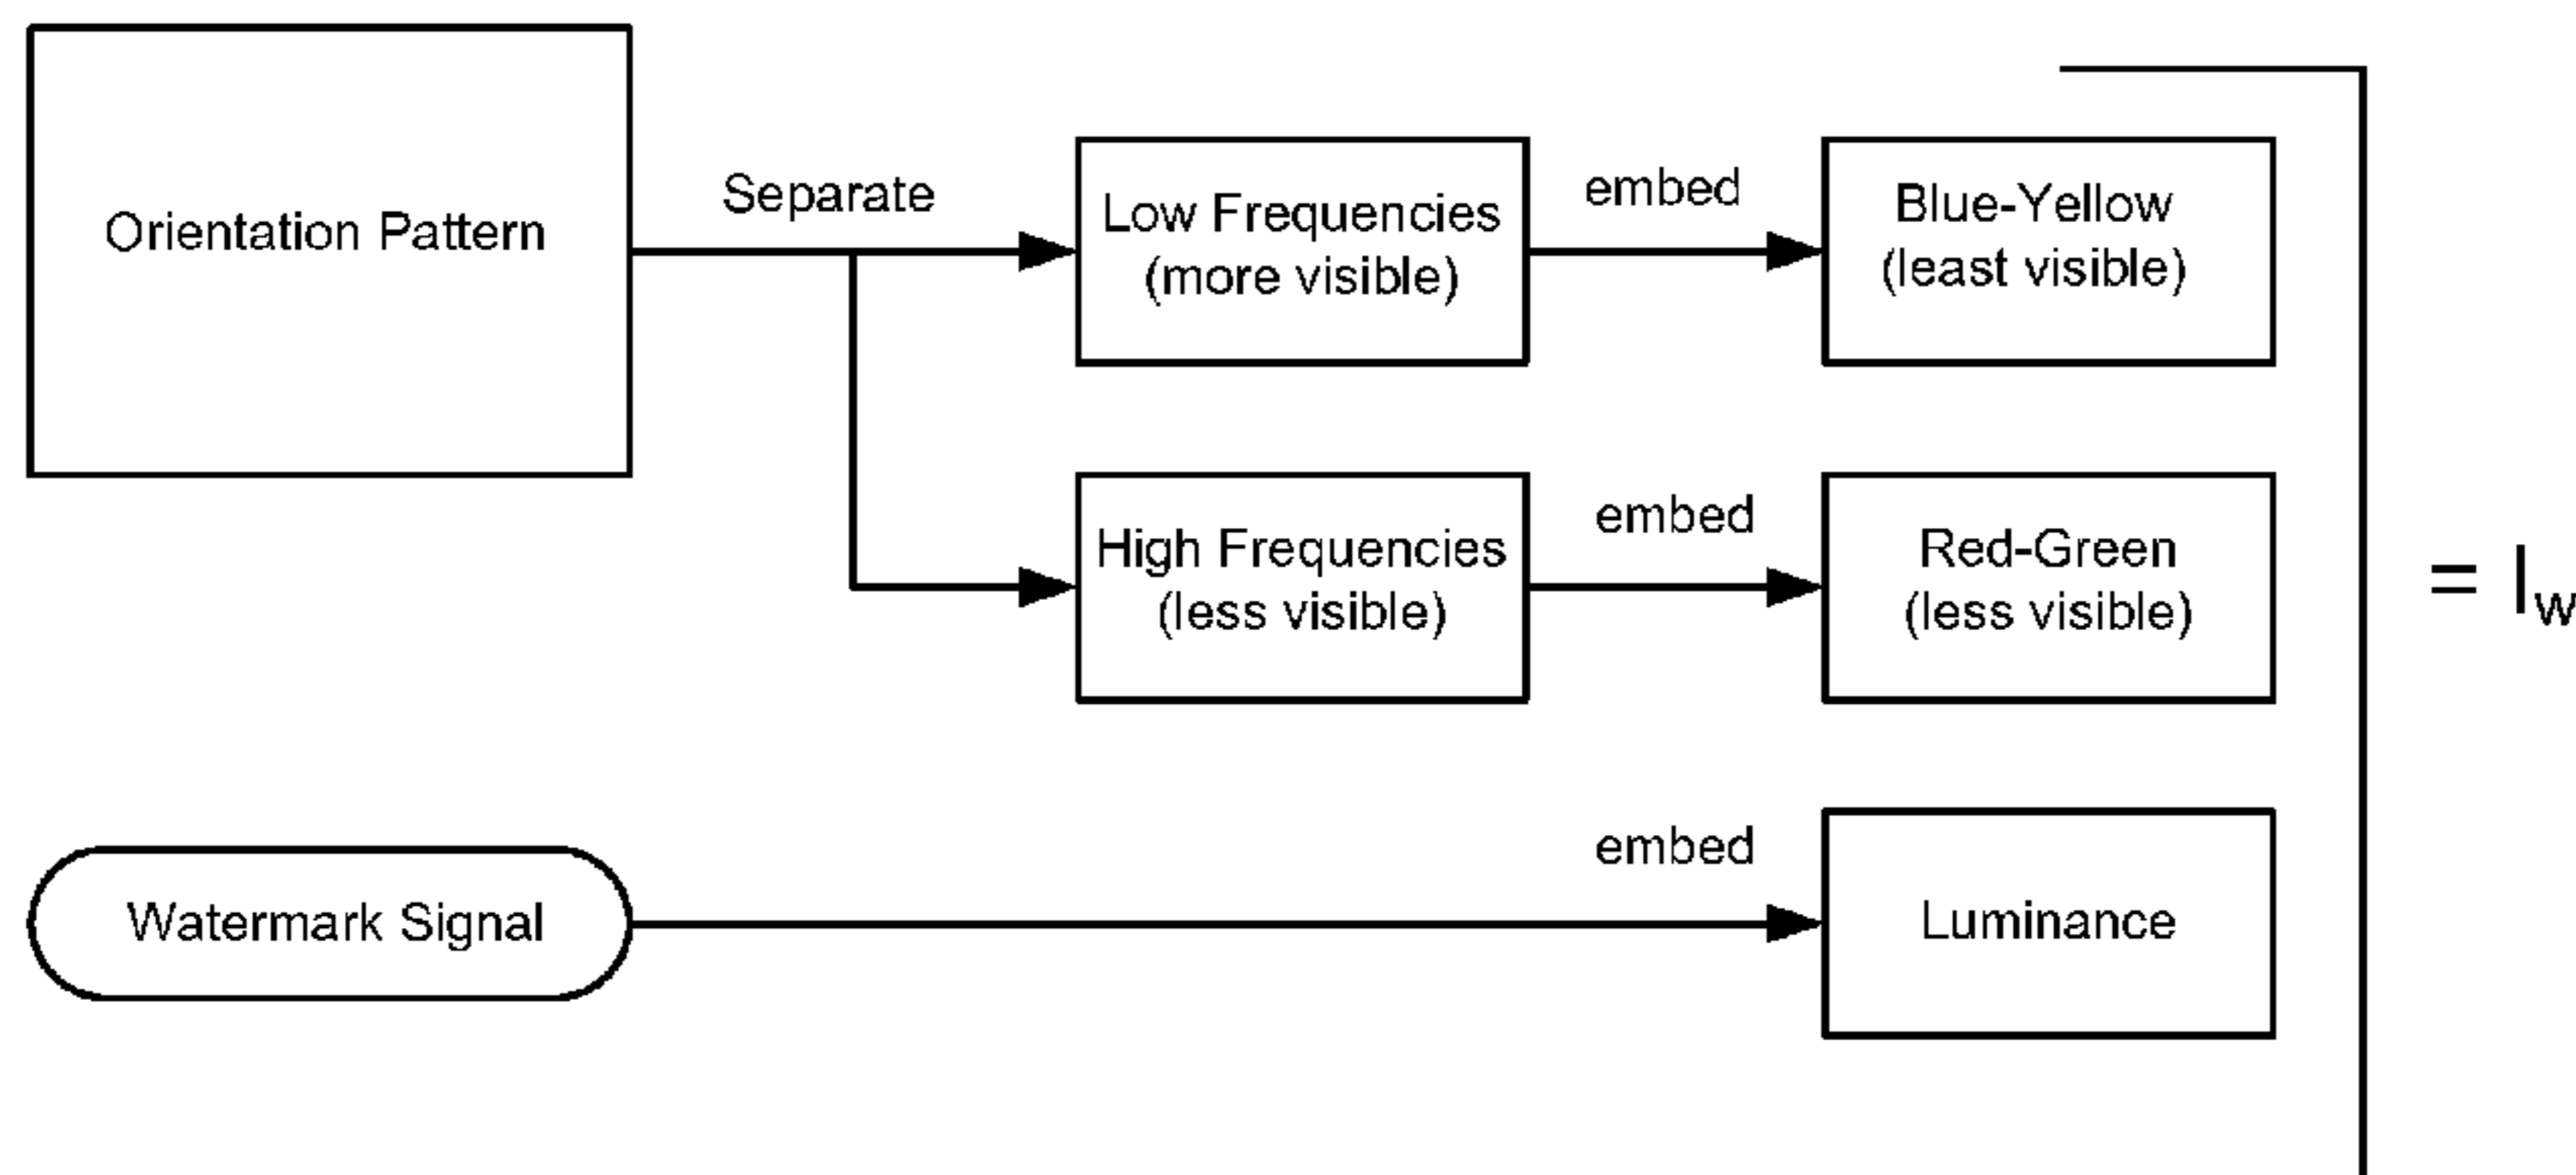 Orientation Pattern
Separate
Low Frequencies
(more visible)
embed
Blue-Yellow
(least visible)
High Frequencies
(less visible)
embed
Red-Green
(less visible)
= Iw
Watermark Signal
embed
Luminance